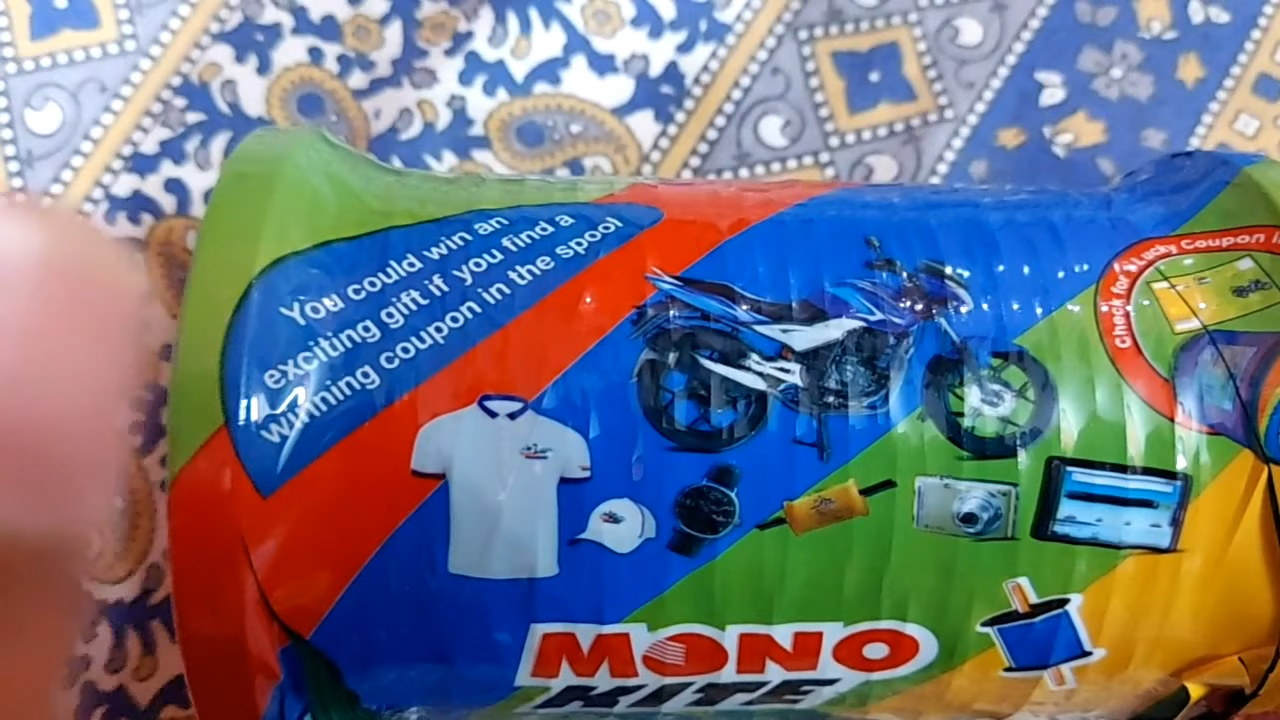 You could win an
exciting gift if you find a
winning coupon in the spool
Check for a Lucky Coupon
MONO
KITE